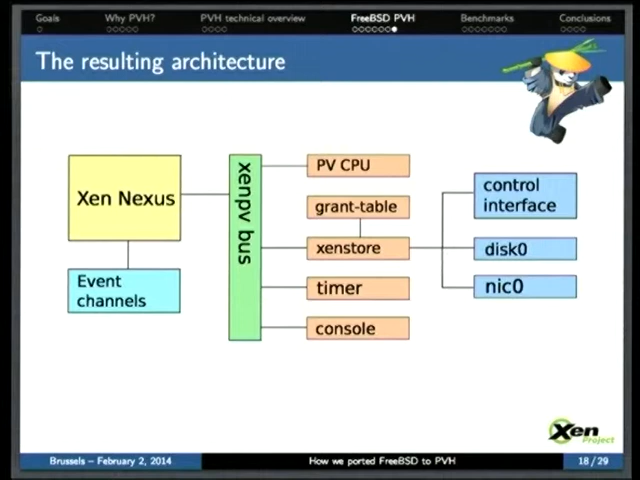 Goals Why PVH? PVH technical overview FreeBSD PVH Benchmarks Conclusions
The resulting architecture
Xen Nexus
Event
channels
xenpv bus
PV CPU
grant-table
xenstore
timer
console
control
interface
disk0
nic0
Xen
Project
Brussels – February 2, 2014 How we ported FreeBSD to PVH 18 / 29